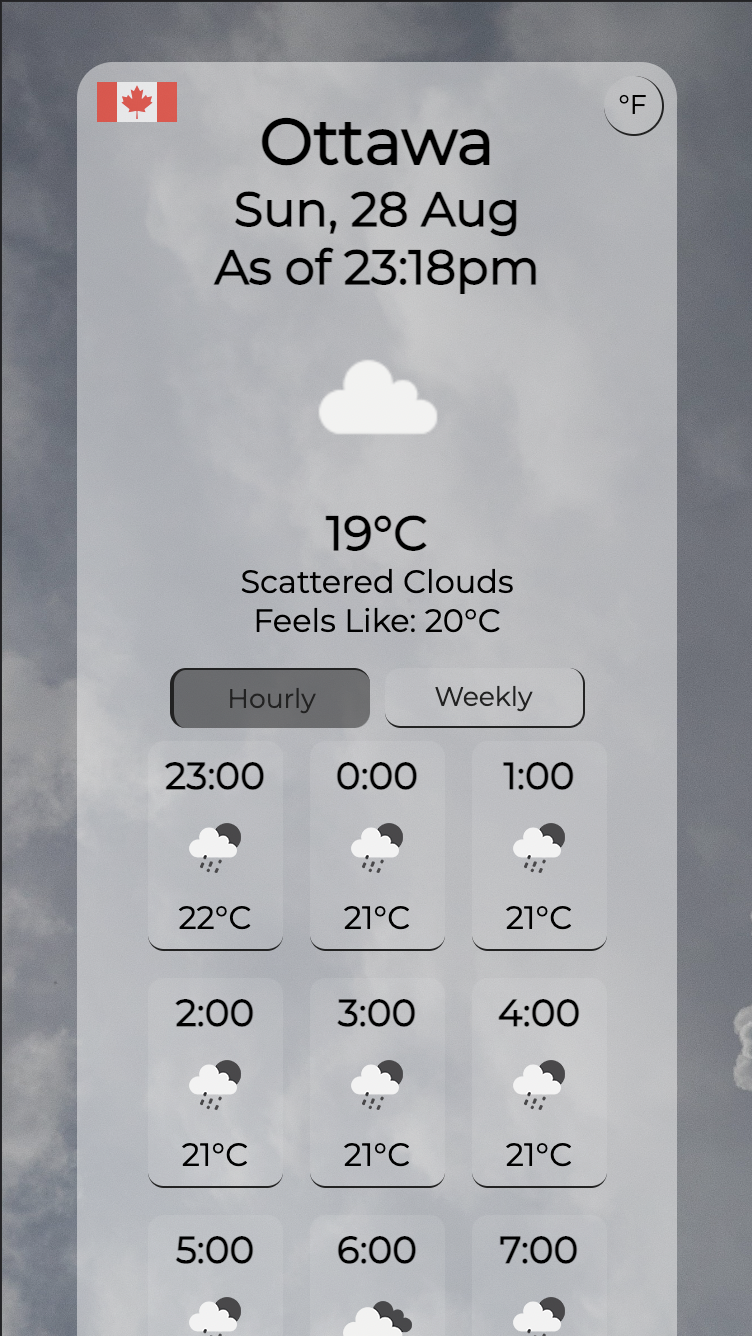 °F
Ottawa
Sun, 28 Aug
As of 23:18pm
19°C
Scattered Clouds
Feels Like: 20°C
Hourly Weekly
23:00 0:00 1:00
22°C 21°C 21°C
2:00 3:00 4:00
21°C 21°C 21°C
5:00 6:00 7:00